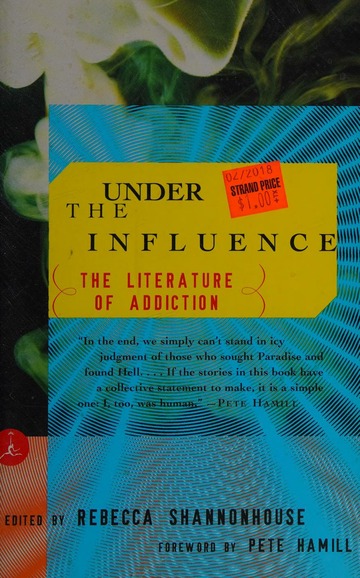 UNDER
THE
INFLUENCE
02/2018
STRAND PRICE
$1.00
THE LITERATURE
OF ADDICTION
"In the end, we simply can't stand in icy
judgment of those who sought Paradise and
found Hell. . . . If the stories in this book have
a collective statement to make, it is a simple
one: I, too, was human." —PETE HAMILL
EDITED BY REBECCA SHANNONHOUSE
FOREWORD BY PETE HAMILL